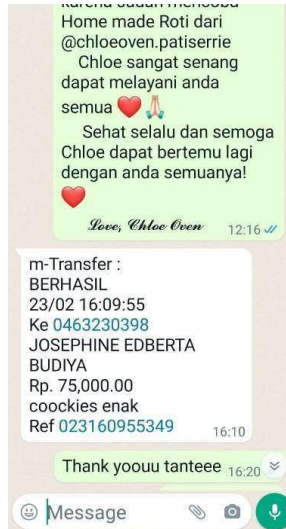 karena sudah mencoba
Home made Roti dari
@chloeoven.patiserrie
Chloe sangat senang
dapat melayani anda
semua ❤️🙏🏻
Sehat selalu dan semoga
Chloe dapat bertemu lagi
dengan anda semuanya!
❤️
Love, Chloe Oven 12:16
m-Transfer :
BERHASIL
23/02 16:09:55
Ke 0463230398
JOSEPHINE EDBERTA
BUDIYA
Rp. 75,000.00
coockies enak
Ref 023160955349
16:10
Thank yoouu tanteee 16:20
Message